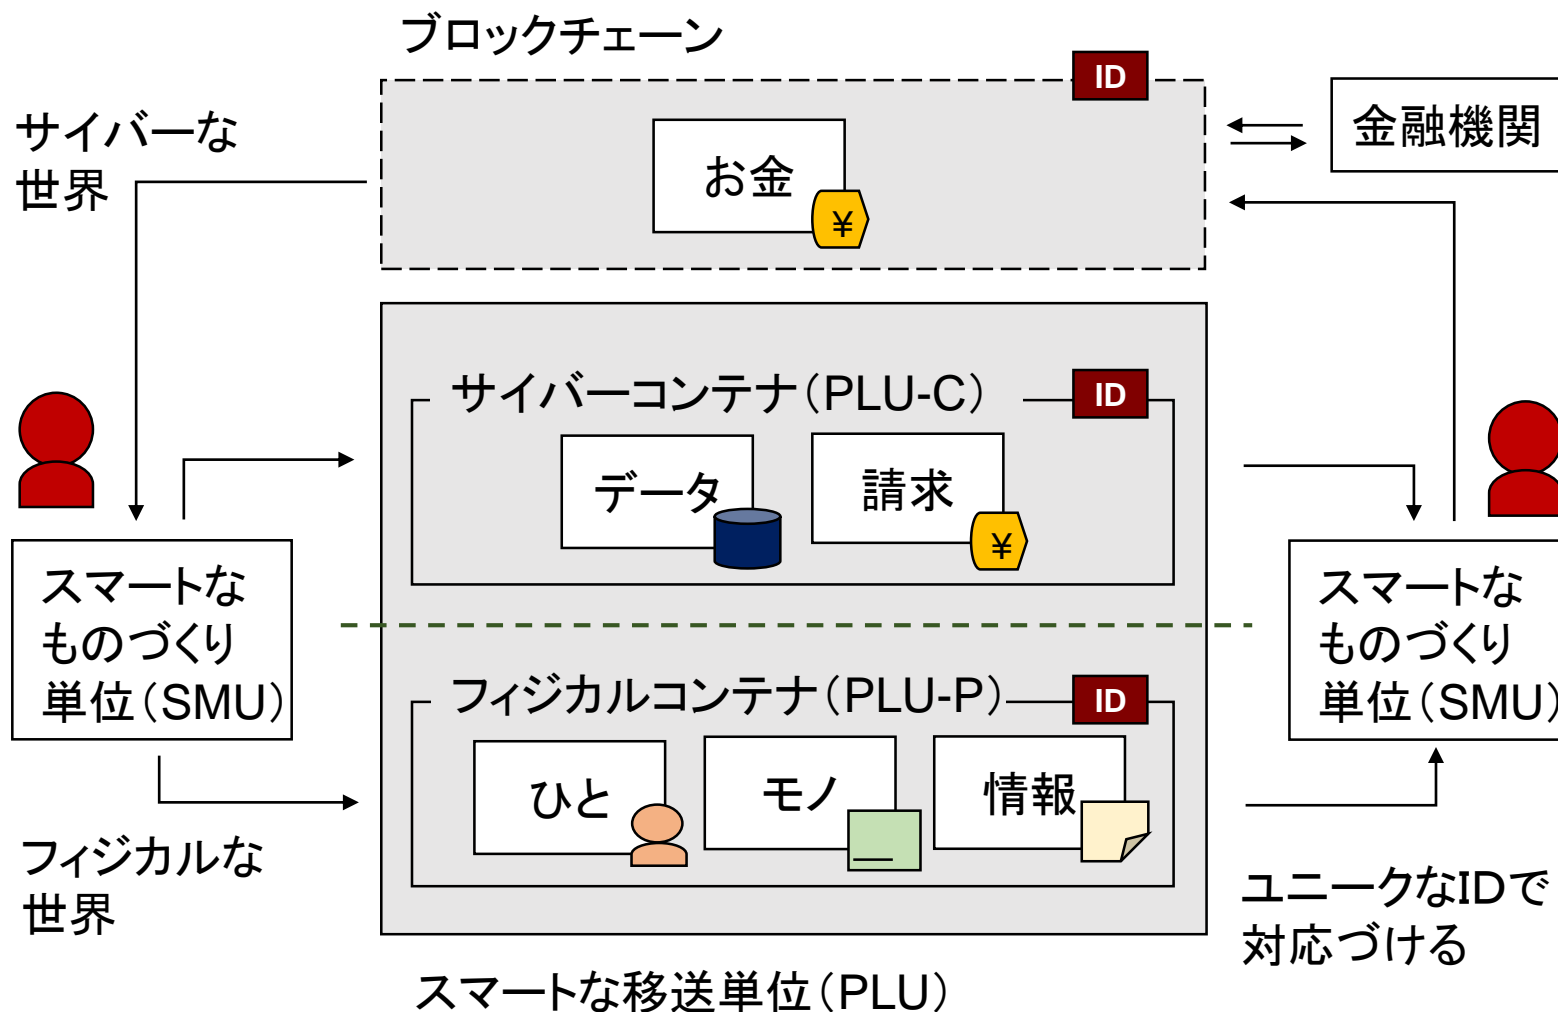 ブロックチェーン
ID
サイバーな
世界
お金
¥
金融機関
サイバーコンテナ（PLU-C）
ID
データ
請求
¥
スマートな
ものづくり
単位（SMU）
スマートな
ものづくり
単位（SMU）
フィジカルコンテナ（PLU-P）
ID
ひと
モノ
情報
フィジカルな
世界
ユニークなIDで
対応づける
スマートな移送単位（PLU）